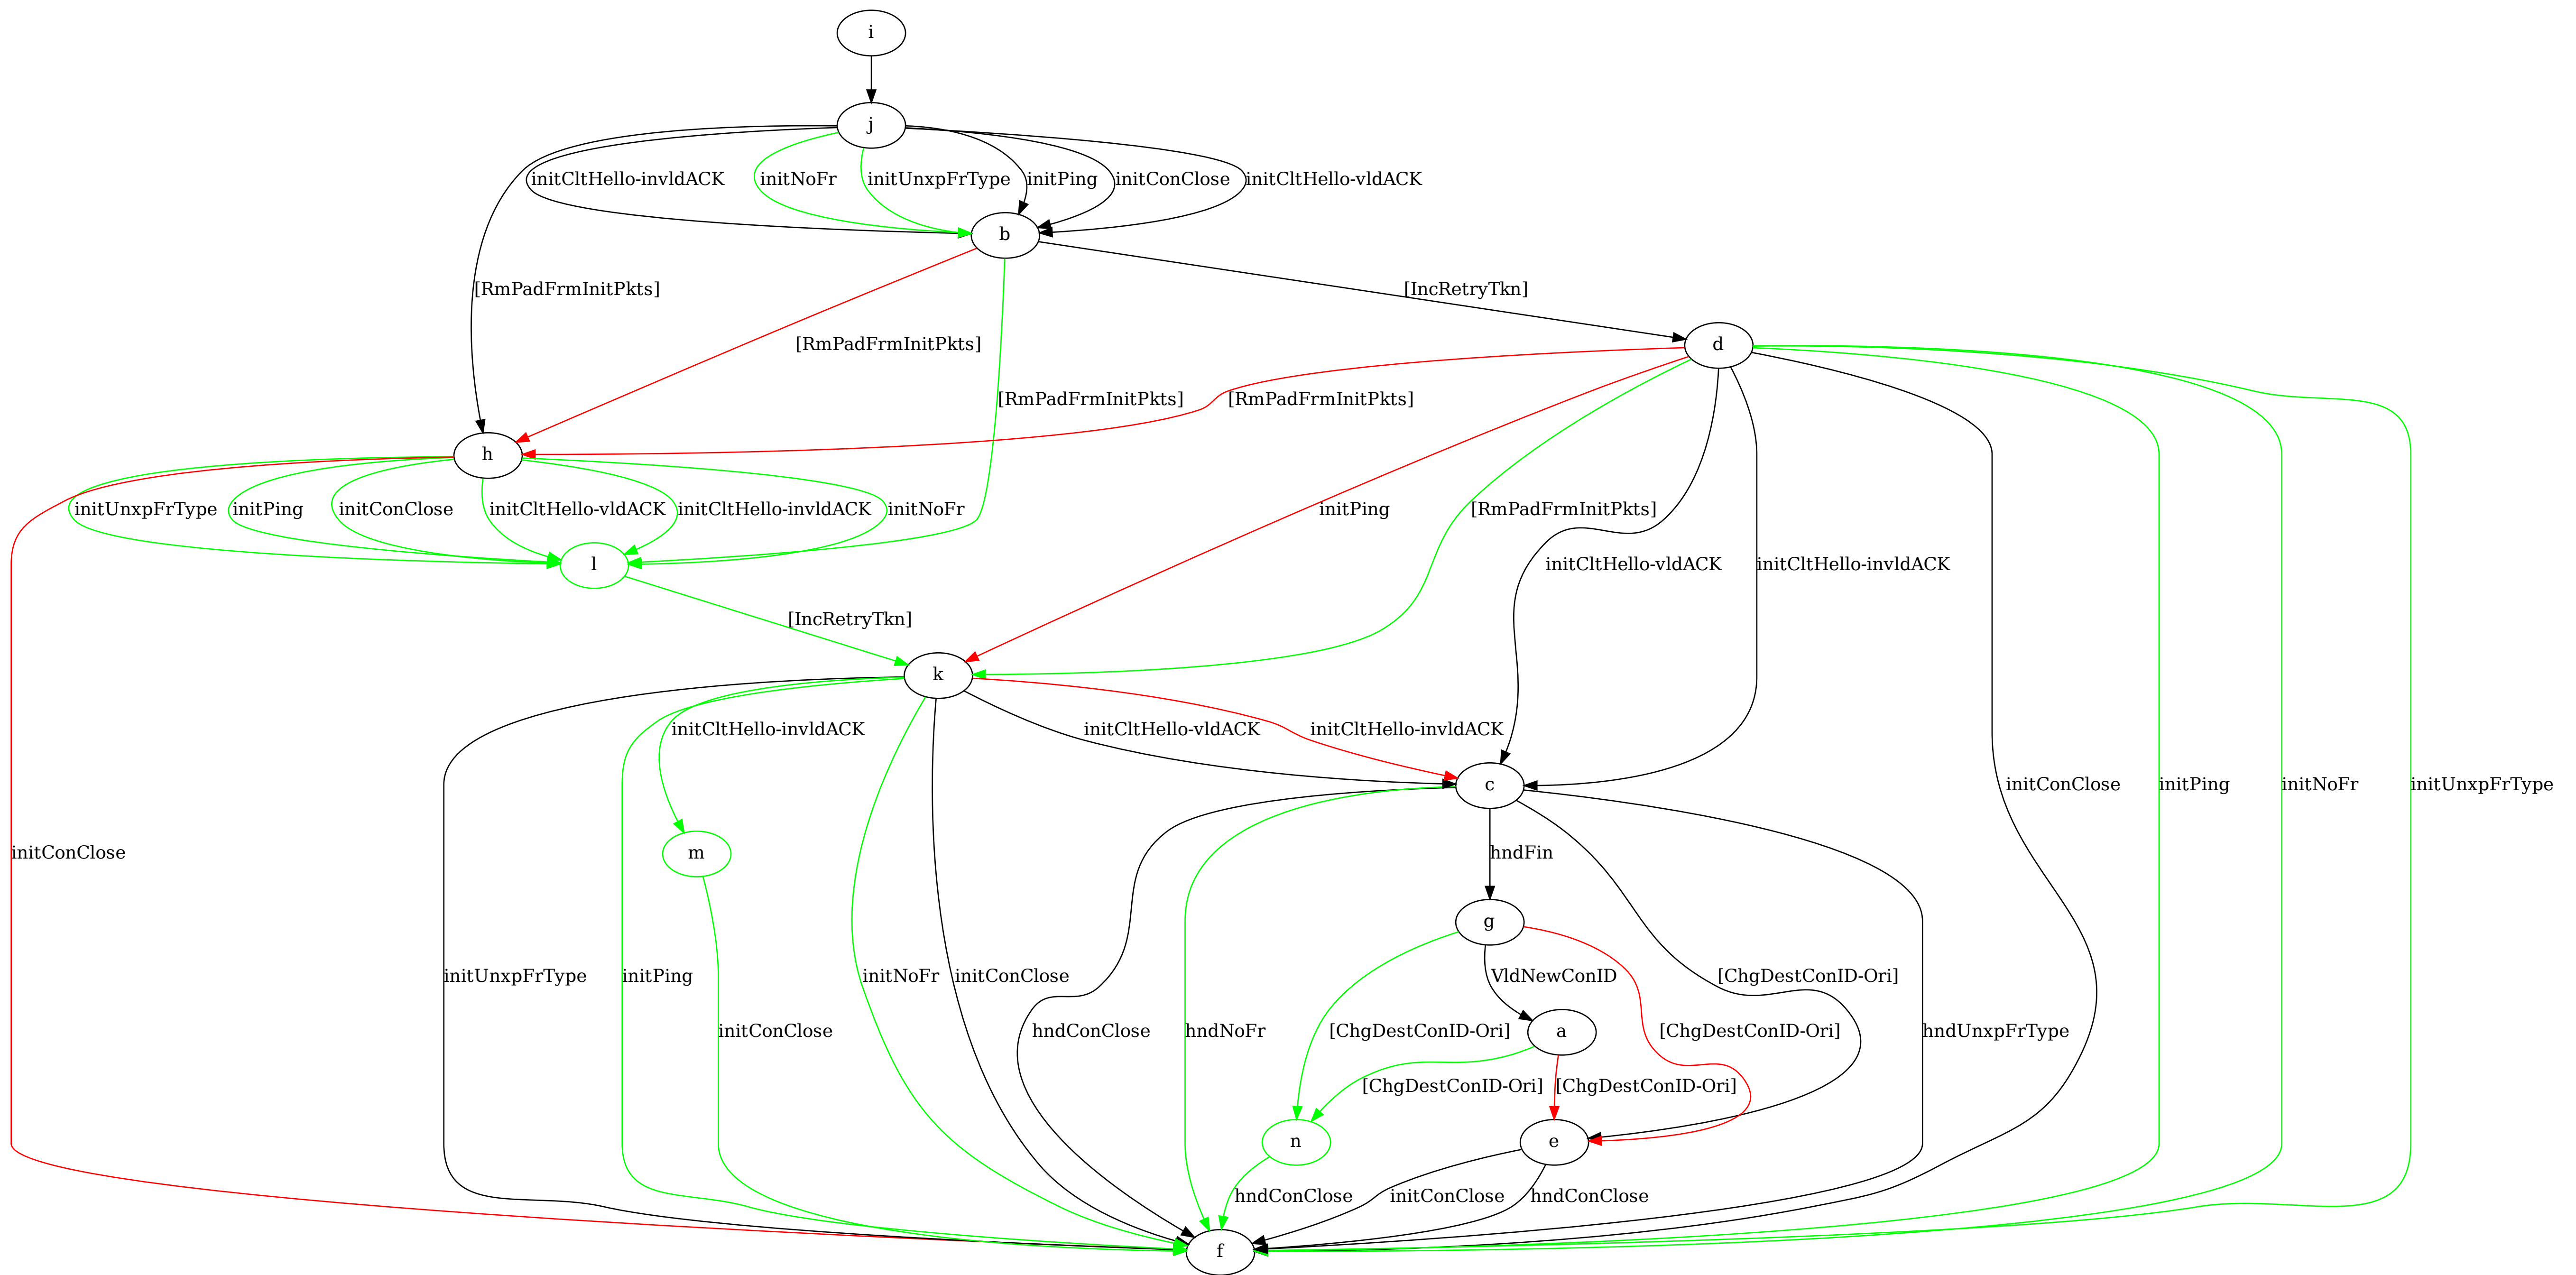 i
j
initCltHello-invldACK
initNoFr
initUnxpFrType
initPing
initConClose
initCltHello-vldACK
b
[RmPadFrmInitPkts]
[IncRetryTkn]
[RmPadFrmInitPkts]
d
[RmPadFrmInitPkts]
[RmPadFrmInitPkts]
h
initUnxpFrType
initPing
initConClose
initCltHello-vldACK
initCltHello-invldACK
initNoFr
initPing
[RmPadFrmInitPkts]
l
initCltHello-vldACK
initCltHello-invldACK
[IncRetryTkn]
k
initCltHello-invldACK
initCltHello-vldACK
initCltHello-invldACK
c
initConClose
initPing
initNoFr
initUnxpFrType
initConClose
m
hndFin
g
initUnxpFrType
initPing
initNoFr
initConClose
VldNewConID
[ChgDestConID-Ori]
initConClose
hndConClose
hndNoFr
[ChgDestConID-Ori]
a
[ChgDestConID-Ori]
hndUnxpFrType
[ChgDestConID-Ori]
[ChgDestConID-Ori]
n
e
hndConClose
initConClose
hndConClose
f